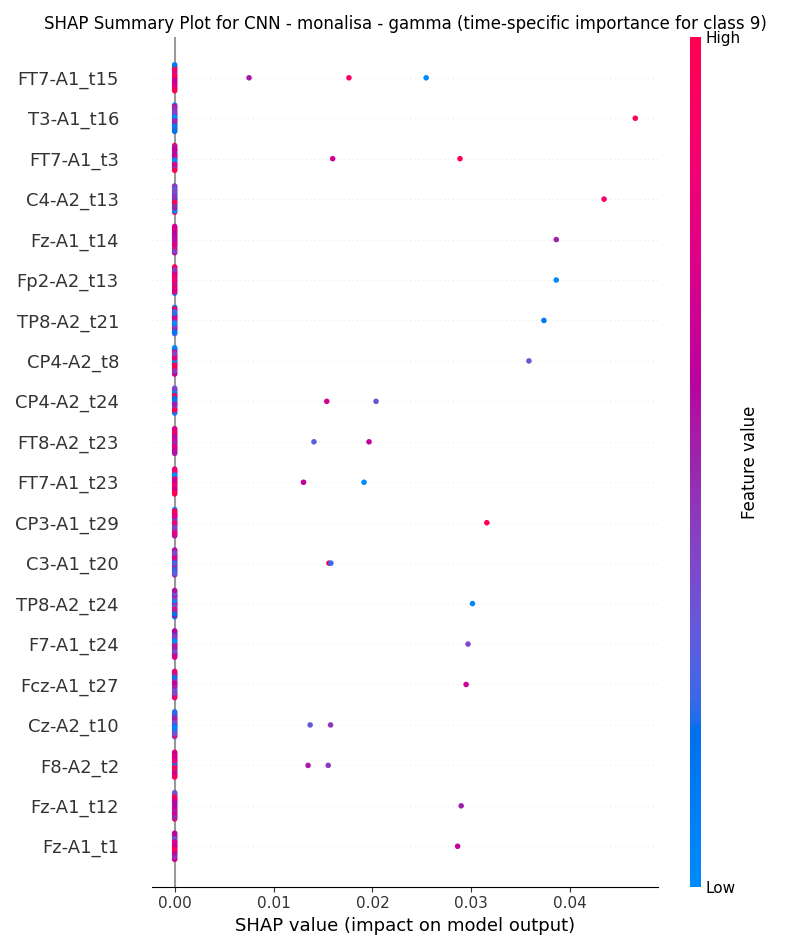 SHAP Summary Plot for CNN - monalisa - gamma (time-specific importance for class 9)
High
FT7-A1_t15
T3-A1_t16
FT7-A1_t3
C4-A2_t13
Fz-A1_t14
Fp2-A2_t13
TP8-A2_t21
CP4-A2_t8
CP4-A2_t24
FT8-A2_t23
FT7-A1_t23
CP3-A1_t29
C3-A1_t20
TP8-A2_t24
F7-A1_t24
Fcz-A1_t27
Cz-A2_t10
F8-A2_t2
Fz-A1_t12
Fz-A1_t1
Feature value
Low
0.00 0.01 0.02 0.03 0.04
SHAP value (impact on model output)